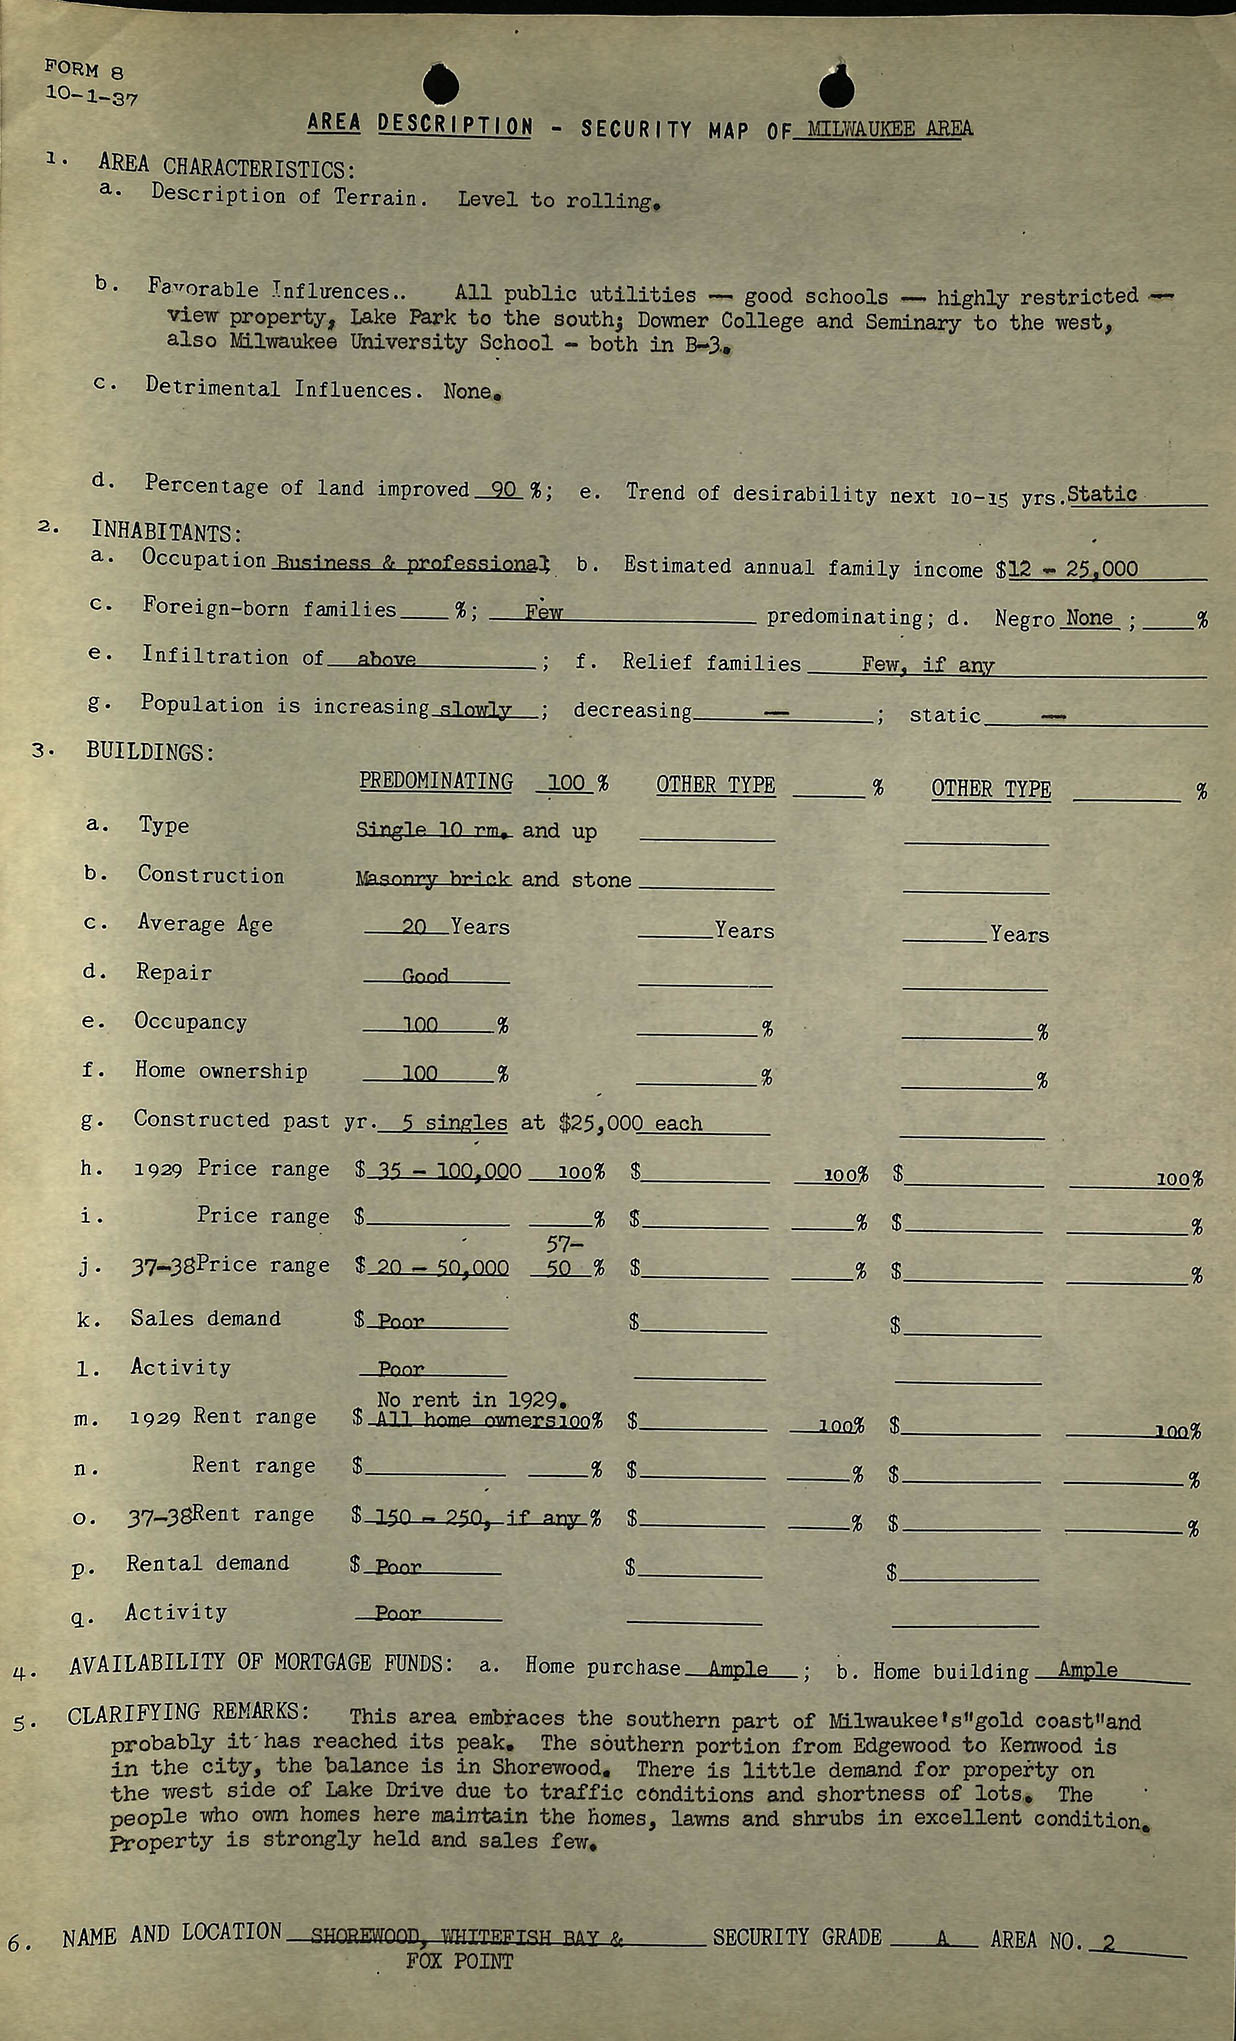 FORM 8
10-1-37
AREA DESCRIPTION - SECURITY MAP OF MILWAUKEE AREA
1. AREA CHARACTERISTICS:
a. Description of Terrain. Level to rolling.
b. Favorable Influences.. All public utilities — good schools — highly restricted —
view property, Lake Park to the south; Downer College and Seminary to the west,
also Milwaukee University School - both in B-3.
c. Detrimental Influences. None.
d. Percentage of land improved 90 %; e. Trend of desirability next 10-15 yrs. Static
2. INHABITANTS:
a. Occupation Business & professional; b. Estimated annual family income $12 - 25,000
c. Foreign-born families %; Few predominating; d. Negro None ; %
e. Infiltration of above ; f. Relief families Few, if any
g. Population is increasing slowly ; decreasing — ; static —
3. BUILDINGS:
PREDOMINATING 100 % OTHER TYPE % OTHER TYPE %
a. Type Single 10 rm. and up
b. Construction Masonry brick and stone
c. Average Age 20 Years Years Years
d. Repair Good
e. Occupancy 100 % % %
f. Home ownership 100 % % %
g. Constructed past yr. 5 singles at $25,000 each
h. 1929 Price range $ 35 - 100,000 100% $ 100% $ 100%
i. Price range $ % $ % $ %
57-
j. 37-38Price range $ 20 - 50,000 50 % $ % $ %
k. Sales demand $ Poor $ $
l. Activity Poor
No rent in 1929.
m. 1929 Rent range $ All home owners100% $ 100% $ 100%
n. Rent range $ % $ % $ %
o. 37-38Rent range $ 150 - 250, if any % $ % $ %
p. Rental demand $ Poor $ $
q. Activity Poor
4. AVAILABILITY OF MORTGAGE FUNDS: a. Home purchase Ample ; b. Home building Ample
5. CLARIFYING REMARKS: This area embraces the southern part of Milwaukee's"gold coast"and
probably it has reached its peak. The southern portion from Edgewood to Kenwood is
in the city, the balance is in Shorewood. There is little demand for property on
the west side of Lake Drive due to traffic conditions and shortness of lots. The
people who own homes here maintain the homes, lawns and shrubs in excellent condition.
Property is strongly held and sales few.
6. NAME AND LOCATION SHOREWOOD, WHITEFISH BAY & SECURITY GRADE A AREA NO. 2
FOX POINT